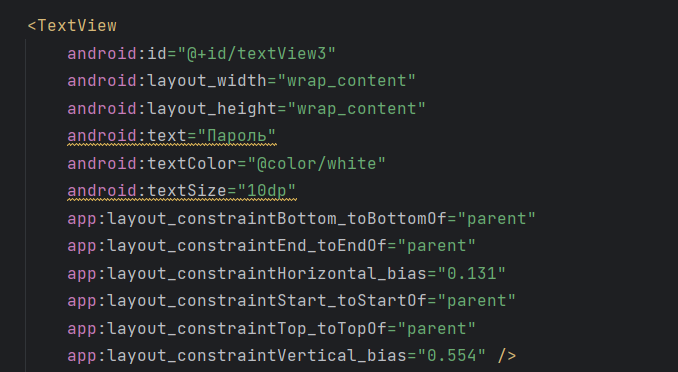 <TextView
android:id="@+id/textView3"
android:layout_width="wrap_content"
android:layout_height="wrap_content"
android:text="Пароль"
android:textColor="@color/white"
android:textSize="10dp"
app:layout_constraintBottom_toBottomOf="parent"
app:layout_constraintEnd_toEndOf="parent"
app:layout_constraintHorizontal_bias="0.131"
app:layout_constraintStart_toStartOf="parent"
app:layout_constraintTop_toTopOf="parent"
app:layout_constraintVertical_bias="0.554" />